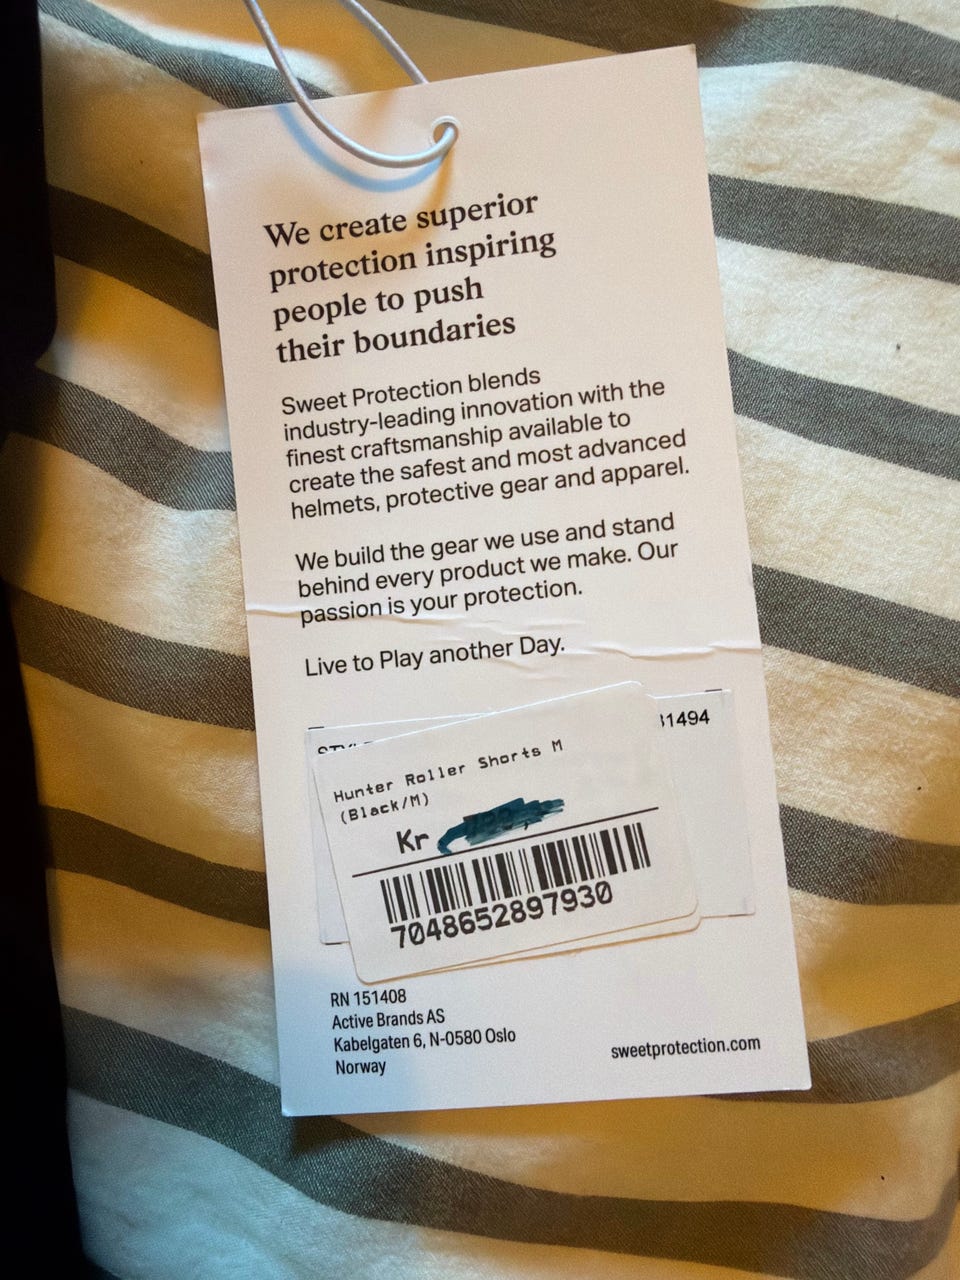 We create superior
protection inspiring
people to push
their boundaries
Sweet Protection blends
industry-leading innovation with the
finest craftsmanship available to
create the safest and most advanced
helmets, protective gear and apparel.
We build the gear we use and stand
behind every product we make. Our
passion is your protection.
Live to Play another Day.
1494
Hunter Roller Shorts M
(Black/M)
Kr
7048652897930
RN 151408
Active Brands AS
Kabelgaten 6, N-0580 Oslo
Norway
sweetprotection.com